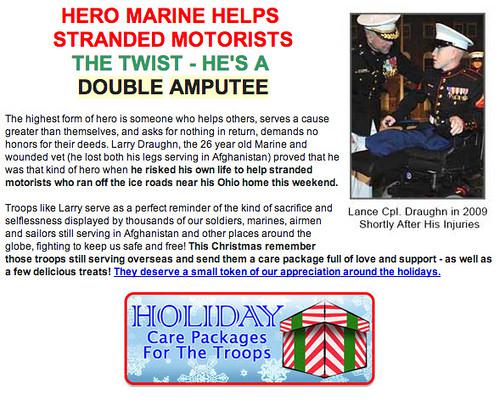 HERO MARINE HELPS
STRANDED MOTORISTS
THE TWIST - HE'S A
DOUBLE AMPUTEE
The highest form of hero is someone who helps others, serves a cause
greater than themselves, and asks for nothing in return, demands no
honors for their deeds. Larry Draughn, the 26 year old Marine and
wounded vet (he lost both his legs serving in Afghanistan) proved that he
was that kind of hero when he risked his own life to help stranded
motorists who ran off the ice roads near his Ohio home this weekend.
Lance Cpl. Draughn in 2009
Shortly After His Injuries
Troops like Larry serve as a perfect reminder of the kind of sacrifice and
selflessness displayed by thousands of our soldiers, marines, airmen
and sailors still serving in Afghanistan and other places around the
globe, fighting to keep us safe and free! This Christmas remember
those troops still serving overseas and send them a care package full of love and support - as well as
a few delicious treats! They deserve a small token of our appreciation around the holidays.
HOLIDAY
Care Packages
For The Troops